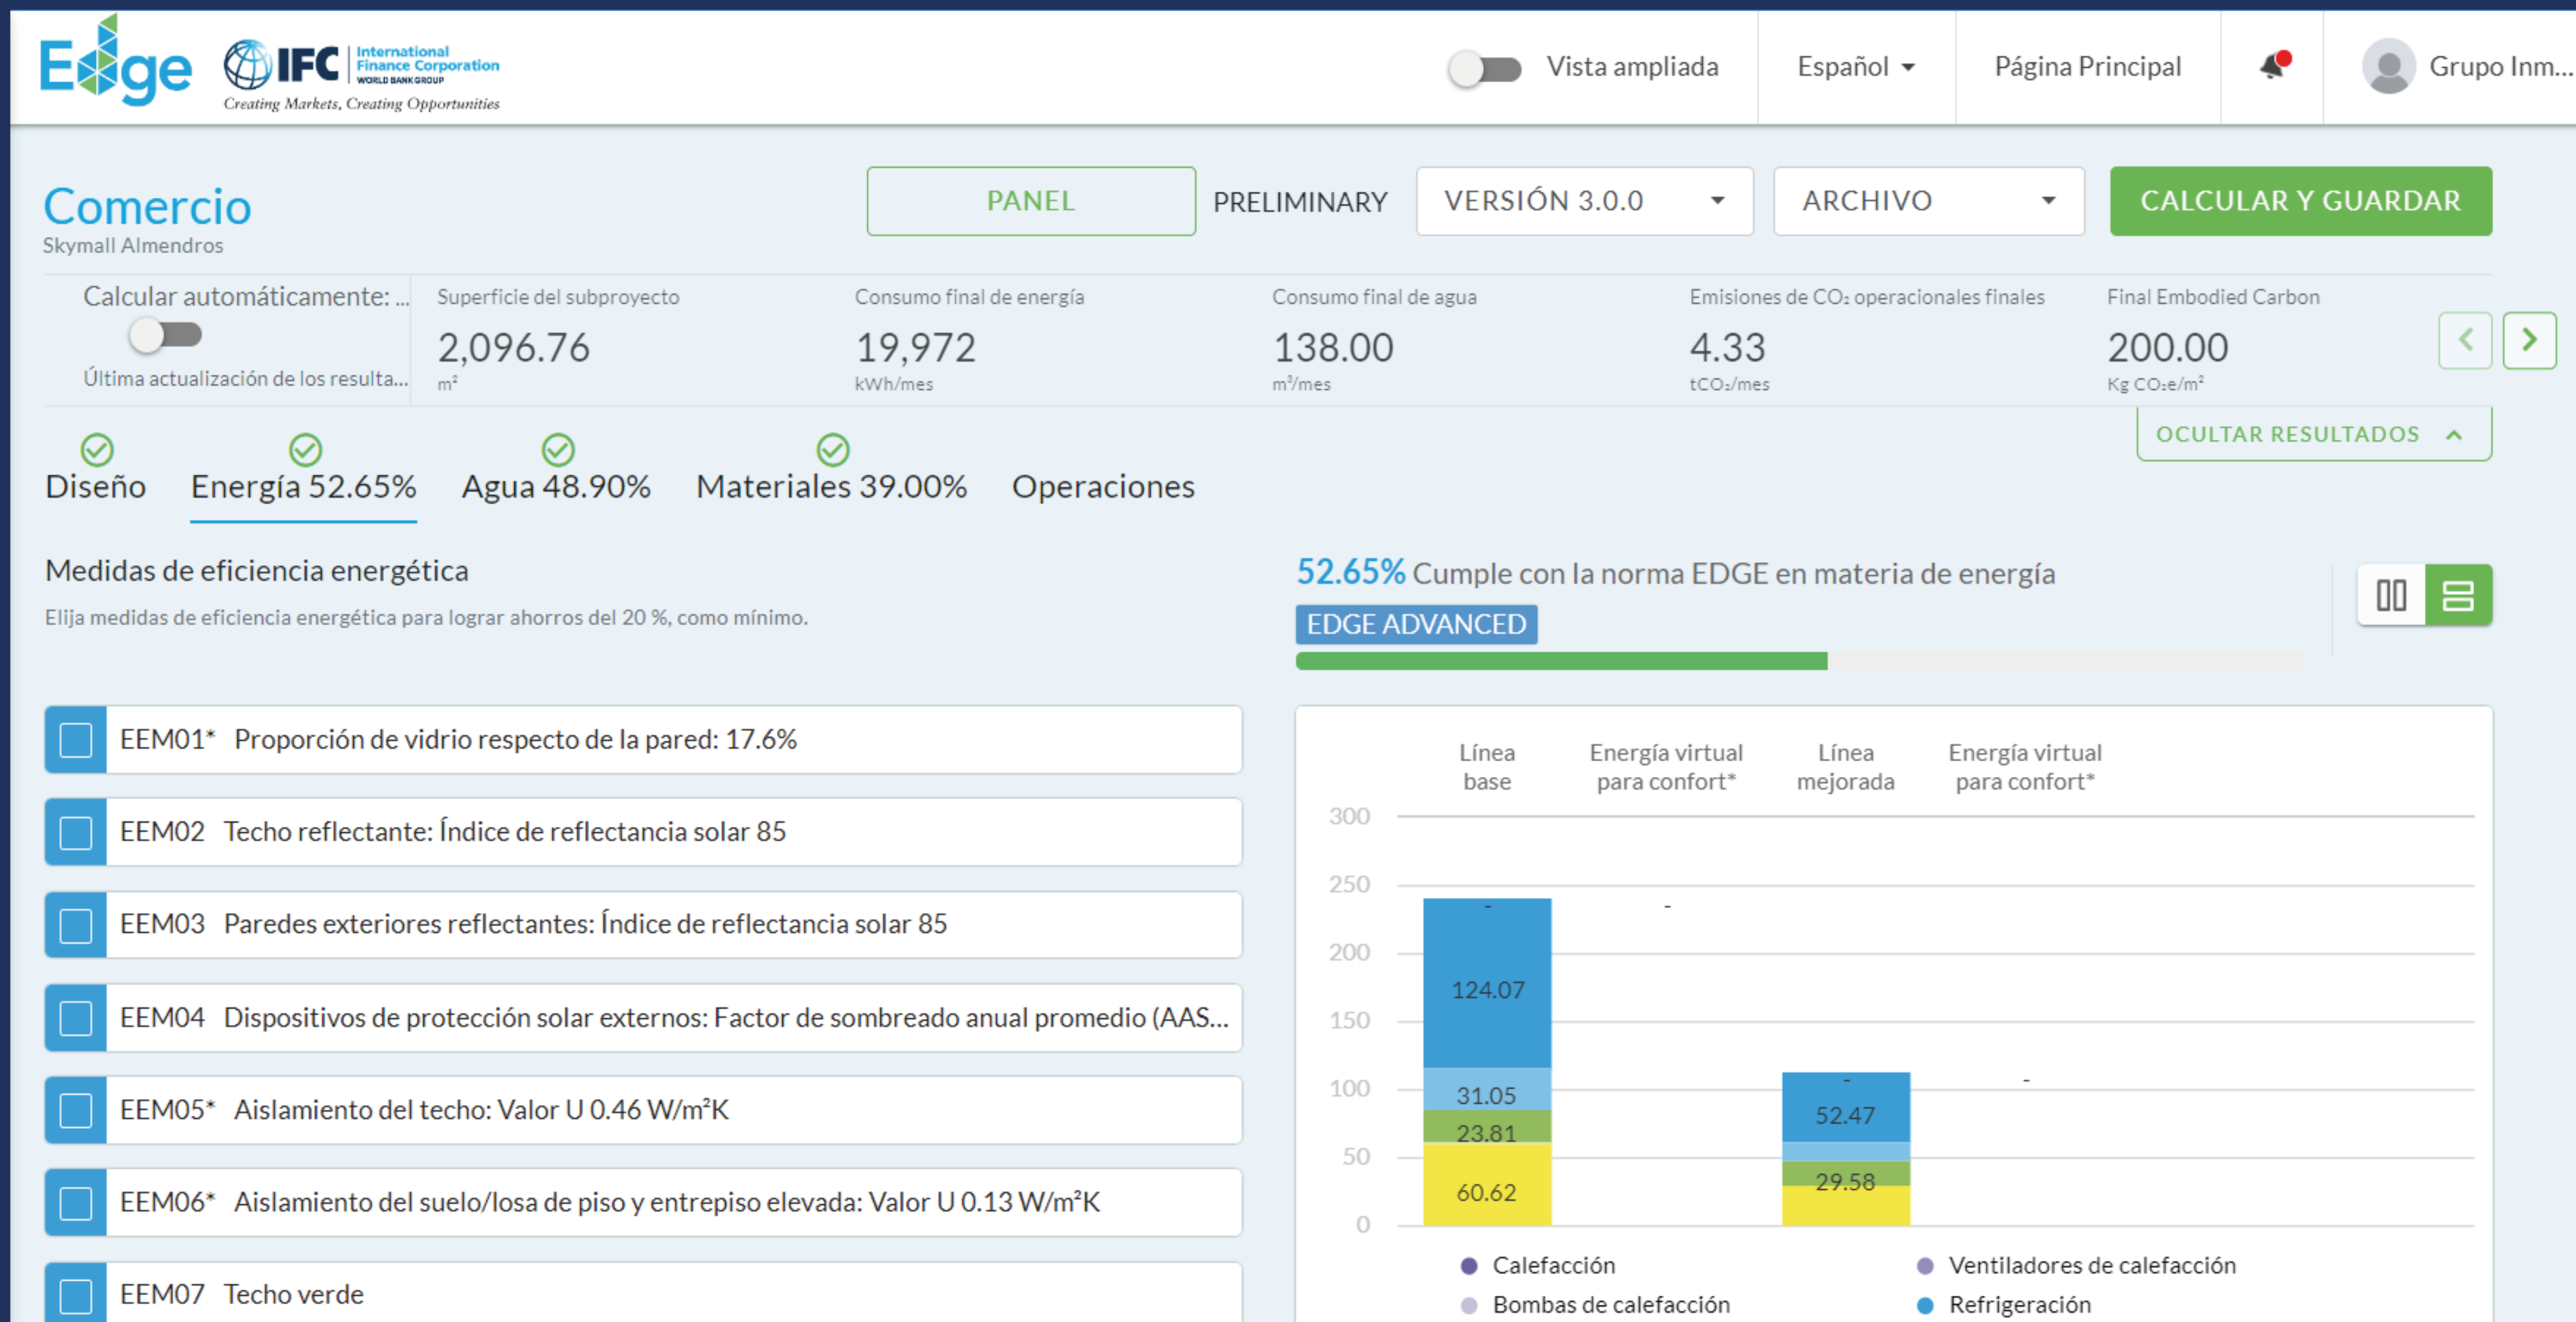 Edge
IFC
International
Finance Corporation
WORLD BANK GROUP
Creating Markets, Creating Opportunities
Vista ampliada
Español
Página Principal
Grupo Inm...
Comercio
Skymall Almendros
PANEL
PRELIMINARY
VERSIÓN 3.0.0
ARCHIVO
CALCULAR Y GUARDAR
Calcular automáticamente: ...
Última actualización de los resulta...
Superficie del subproyecto
2,096.76
m²
Consumo final de energía
19,972
kWh/mes
Consumo final de agua
138.00
m³/mes
Emisiones de CO₂ operacionales finales
4.33
tCO₂/mes
Final Embodied Carbon
200.00
Kg CO₂e/m²
OCULTAR RESULTADOS
Diseño
Energía 52.65%
Agua 48.90%
Materiales 39.00%
Operaciones
Medidas de eficiencia energética
Elija medidas de eficiencia energética para lograr ahorros del 20 %, como mínimo.
52.65% Cumple con la norma EDGE en materia de energía
EDGE ADVANCED
EEM01* Proporción de vidrio respecto de la pared: 17.6%
EEM02 Techo reflectante: Índice de reflectancia solar 85
EEM03 Paredes exteriores reflectantes: Índice de reflectancia solar 85
EEM04 Dispositivos de protección solar externos: Factor de sombreado anual promedio (AAS...
EEM05* Aislamiento del techo: Valor U 0.46 W/m²K
EEM06* Aislamiento del suelo/losa de piso y entrepiso elevada: Valor U 0.13 W/m²K
EEM07 Techo verde
Línea
base
Energía virtual
para confort*
Línea
mejorada
Energía virtual
para confort*
300
250
200
150
100
50
0
-
124.07
31.05
23.81
60.62
-
-
52.47
29.58
-
Calefacción
Ventiladores de calefacción
Bombas de calefacción
Refrigeración